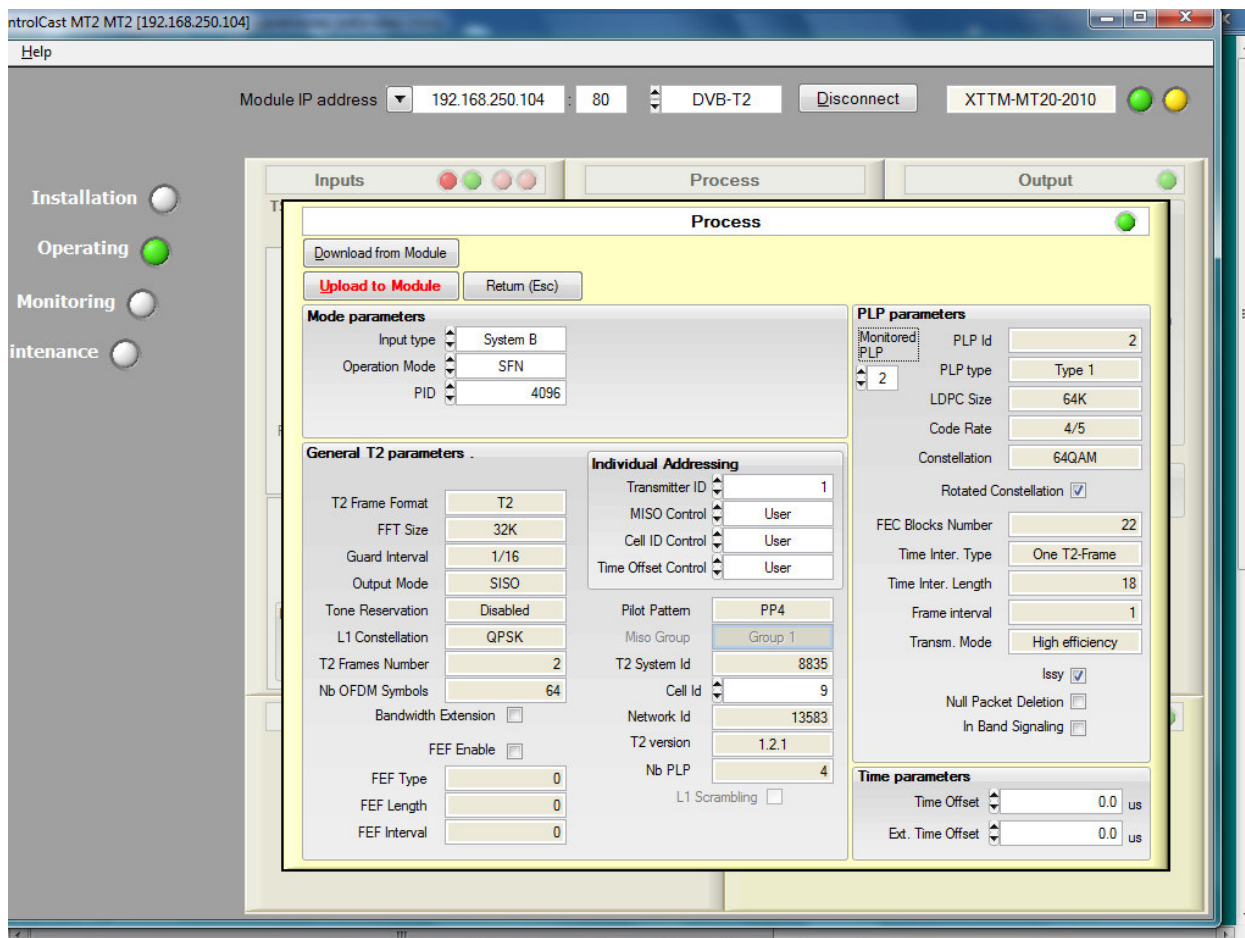 ntrolCast MT2 MT2 [192.168.250.104]
Help
Module IP address 192.168.250.104 : 80 DVB-T2 Disconnect XTTM-MT20-2010
Installation
Operating
Monitoring
intenance
Inputs Process Output
Process
Download from Module
Upload to Module Return (Esc)
Mode parameters
Input type System B
Operation Mode SFN
PID 4096
General T2 parameters .
T2 Frame Format T2
FFT Size 32K
Guard Interval 1/16
Output Mode SISO
Tone Reservation Disabled
L1 Constellation QPSK
T2 Frames Number 2
Nb OFDM Symbols 64
Bandwidth Extension
FEF Enable
FEF Type 0
FEF Length 0
FEF Interval 0
Individual Addressing
Transmitter ID 1
MISO Control User
Cell ID Control User
Time Offset Control User
Pilot Pattern PP4
Miso Group Group 1
T2 System Id 8835
Cell Id 9
Network Id 13583
T2 version 1.2.1
Nb PLP 4
L1 Scrambling
PLP parameters
Monitored PLP 2
PLP Id 2
PLP type Type 1
LDPC Size 64K
Code Rate 4/5
Constellation 64QAM
Rotated Constellation
FEC Blocks Number 22
Time Inter. Type One T2-Frame
Time Inter. Length 18
Frame interval 1
Transm. Mode High efficiency
Issy
Null Packet Deletion
In Band Signaling
Time parameters
Time Offset 0.0 us
Ext. Time Offset 0.0 us